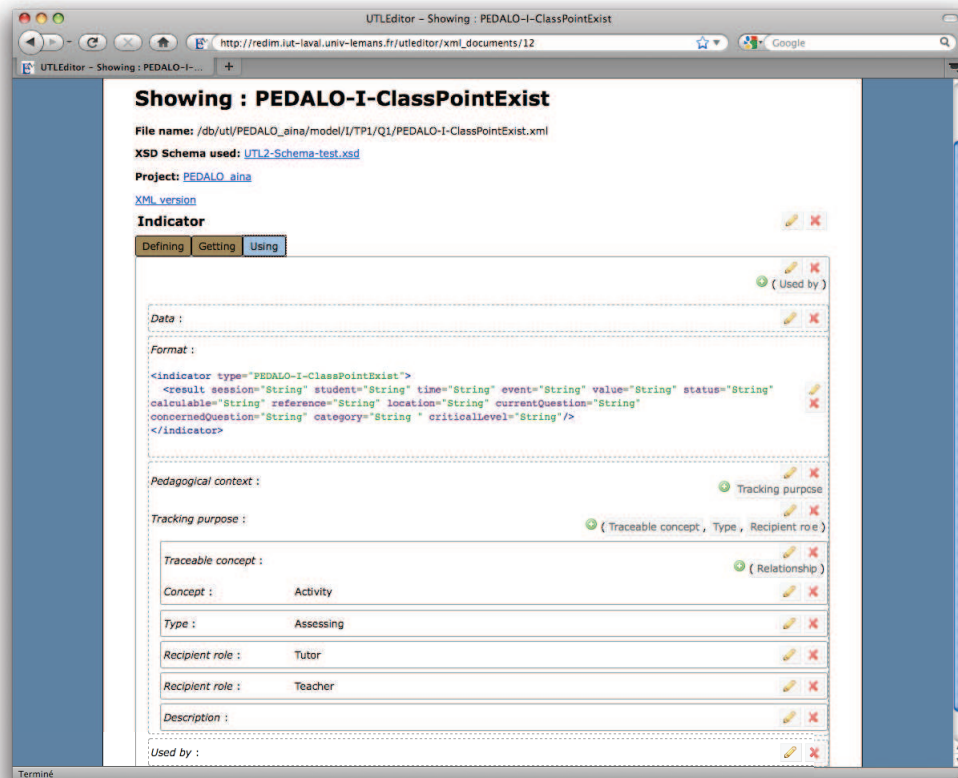 UTLEditor – Showing : PEDALO-I-ClassPointExist
http://redim.iut-laval.univ-lemans.fr/utleditor/xml_documents/12
Google
UTLEditor – Showing : PEDALO-I-...
+
Showing : PEDALO-I-ClassPointExist
File name: /db/utl/PEDALO_aina/model/I/TP1/Q1/PEDALO-I-ClassPointExist.xml
XSD Schema used: UTL2-Schema-test.xsd
Project: PEDALO_aina
XML version
Indicator
Defining Getting Using
( Used by )
Data :
Format :
<indicator type="PEDALO-I-ClassPointExist">
<result session="String" student="String" time="String" event="String" value="String" status="String"
calculable="String" reference="String" location="String" currentQuestion="String"
concernedQuestion="String" category="String " criticalLevel="String"/>
</indicator>
Pedagogical context :
Tracking purpose
Tracking purpose :
( Traceable concept , Type , Recipient role )
Traceable concept :
( Relationship )
Concept : Activity
Type : Assessing
Recipient role : Tutor
Recipient role : Teacher
Description :
Used by :
Terminé